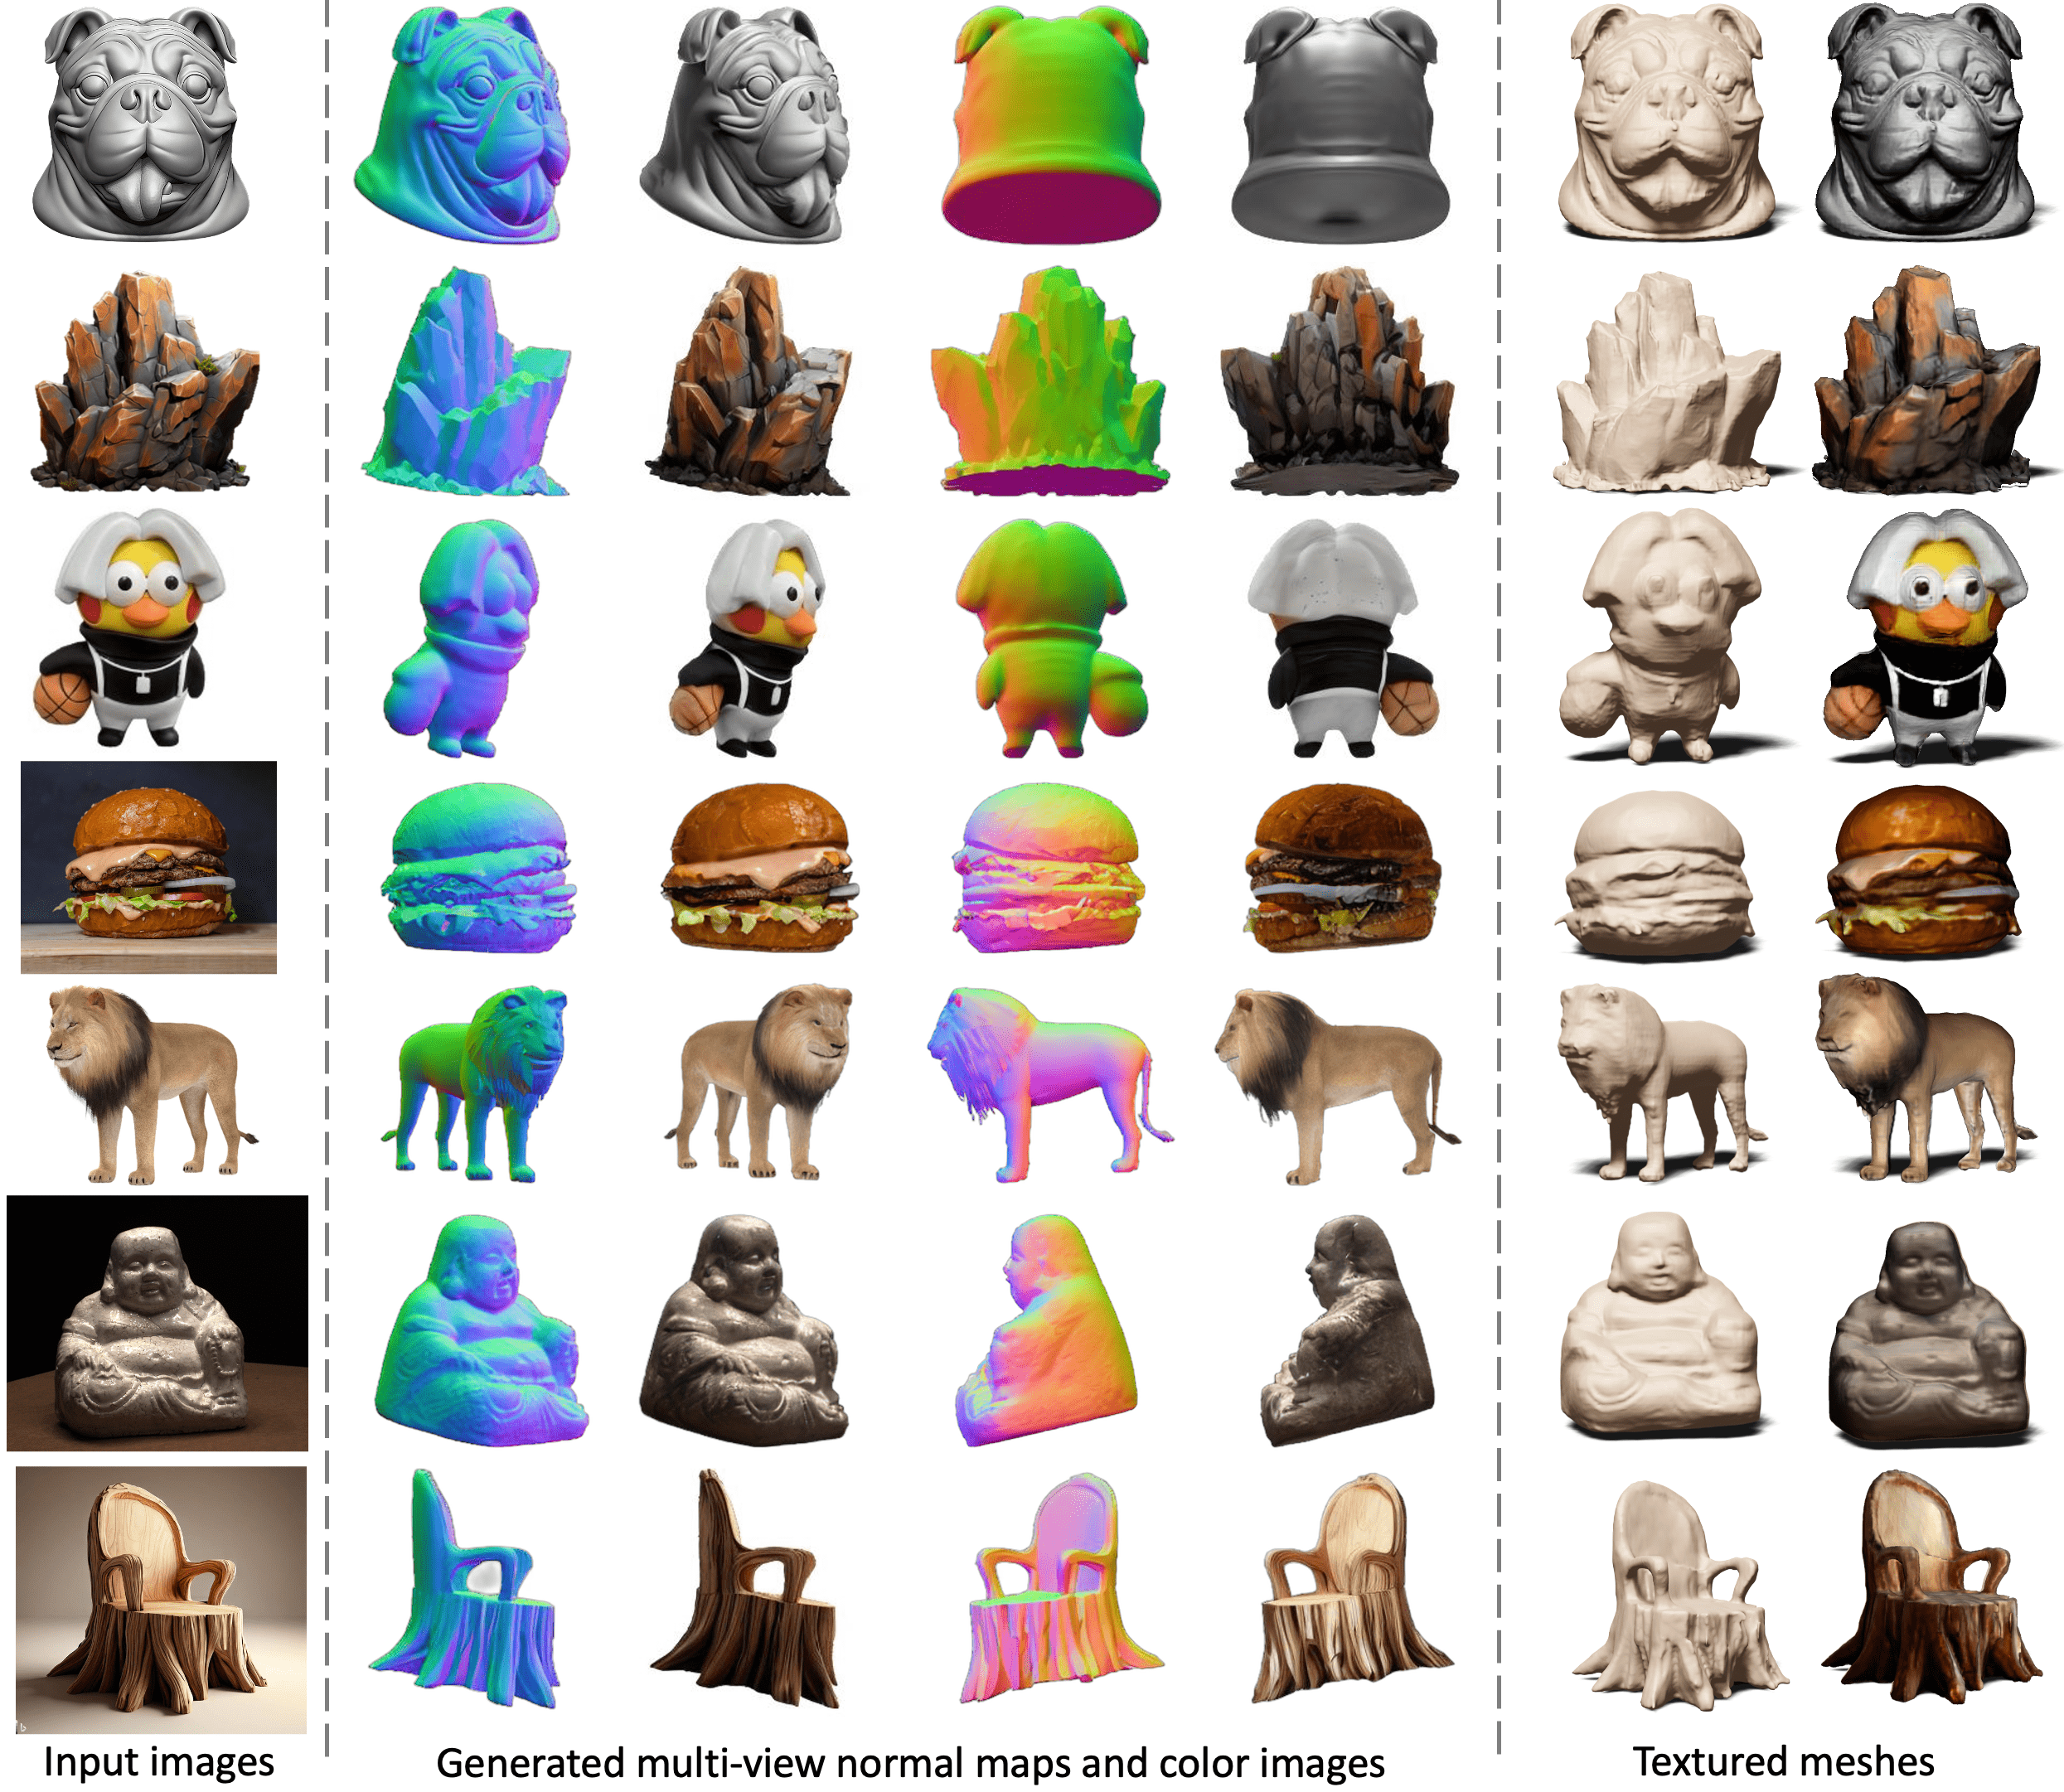 Input images
Generated multi-view normal maps and color images
Textured meshes